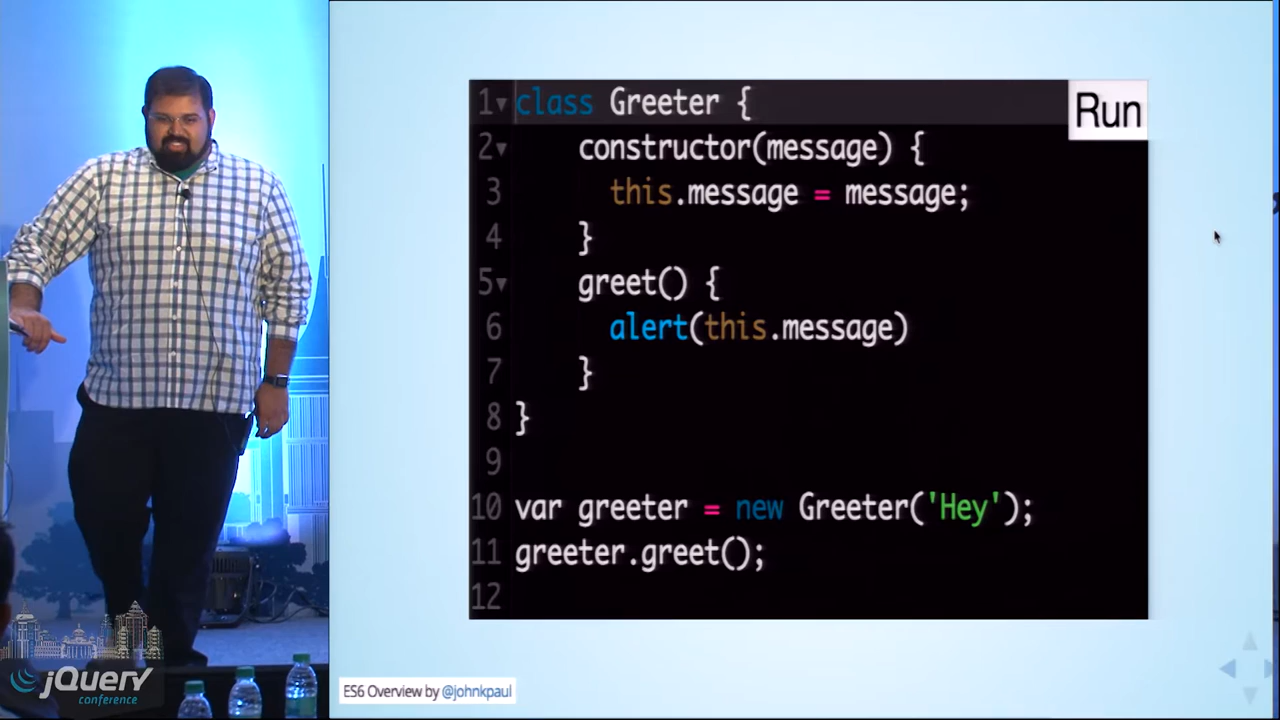 1 class Greeter {
Run
2 constructor(message) {
3 this.message = message;
4 }
5 greet() {
6 alert(this.message)
7 }
8 }
9
10 var greeter = new Greeter('Hey');
11 greeter.greet();
12
jQuery
conference
ES6 Overview by @johnkpaul